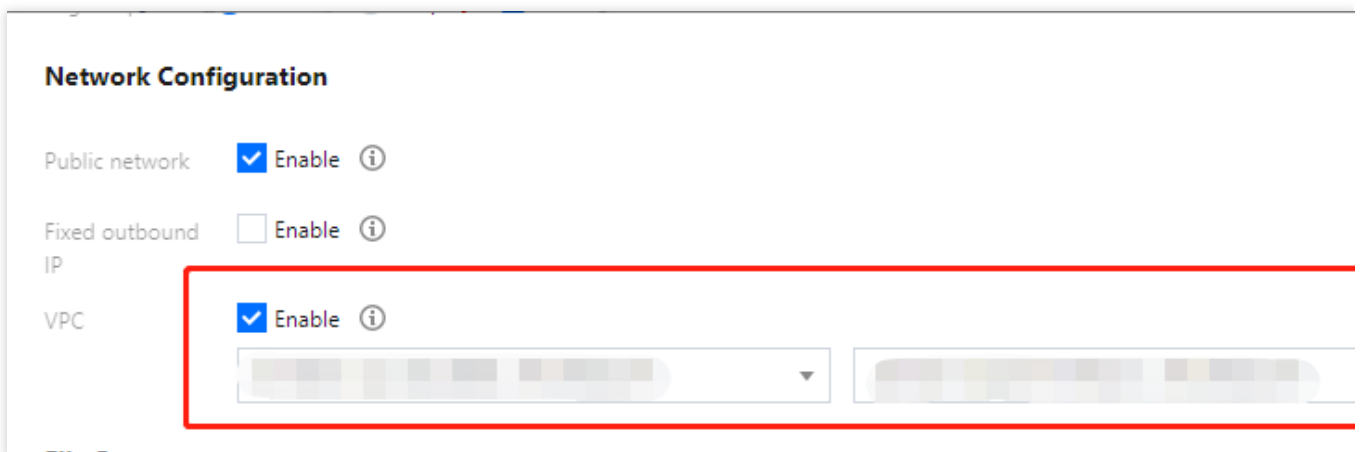 Network Configuration
Public network Enable
Fixed outbound Enable
IP
VPC Enable